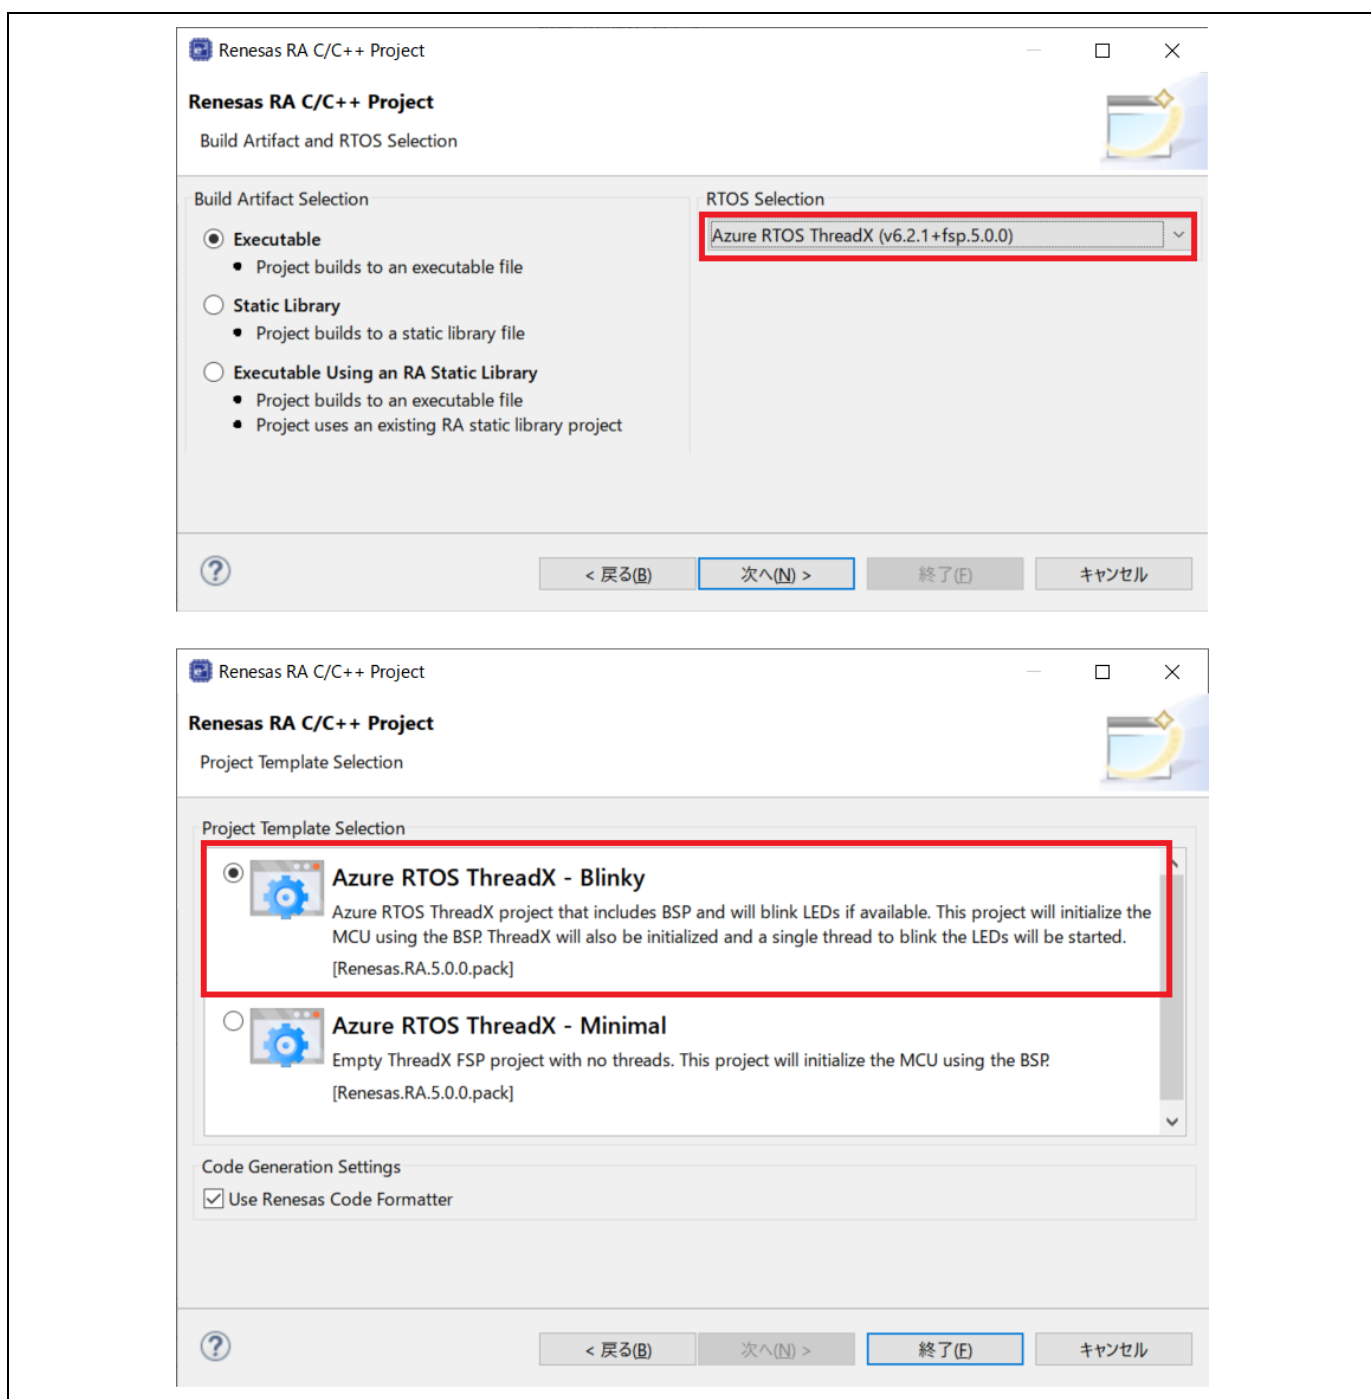 Renesas RA C/C++ Project
Renesas RA C/C++ Project
Build Artifact and RTOS Selection
Build Artifact Selection
Executable
Project builds to an executable file
Static Library
Project builds to a static library file
Executable Using an RA Static Library
Project builds to an executable file
Project uses an existing RA static library project
RTOS Selection
Azure RTOS ThreadX (v6.2.1+fsp.5.0.0)
< 戻る(B)
次へ(N) >
終了(F)
キャンセル
Renesas RA C/C++ Project
Renesas RA C/C++ Project
Project Template Selection
Project Template Selection
Azure RTOS ThreadX - Blinky
Azure RTOS ThreadX project that includes BSP and will blink LEDs if available. This project will initialize the
MCU using the BSP. ThreadX will also be initialized and a single thread to blink the LEDs will be started.
[Renesas.RA.5.0.0.pack]
Azure RTOS ThreadX - Minimal
Empty ThreadX FSP project with no threads. This project will initialize the MCU using the BSP.
[Renesas.RA.5.0.0.pack]
Code Generation Settings
Use Renesas Code Formatter
< 戻る(B)
次へ(N) >
終了(F)
キャンセル